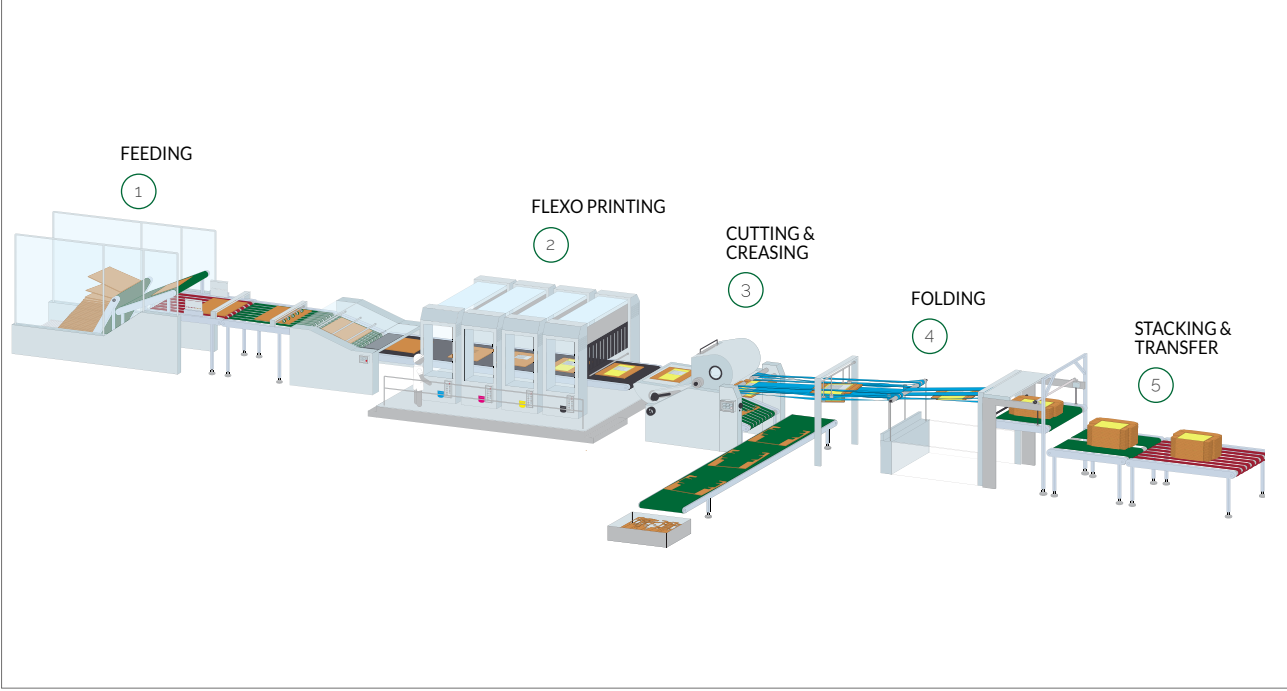 FEEDING
1
FLEXO PRINTING
2
CUTTING &
CREASING
3
FOLDING
4
STACKING &
TRANSFER
5